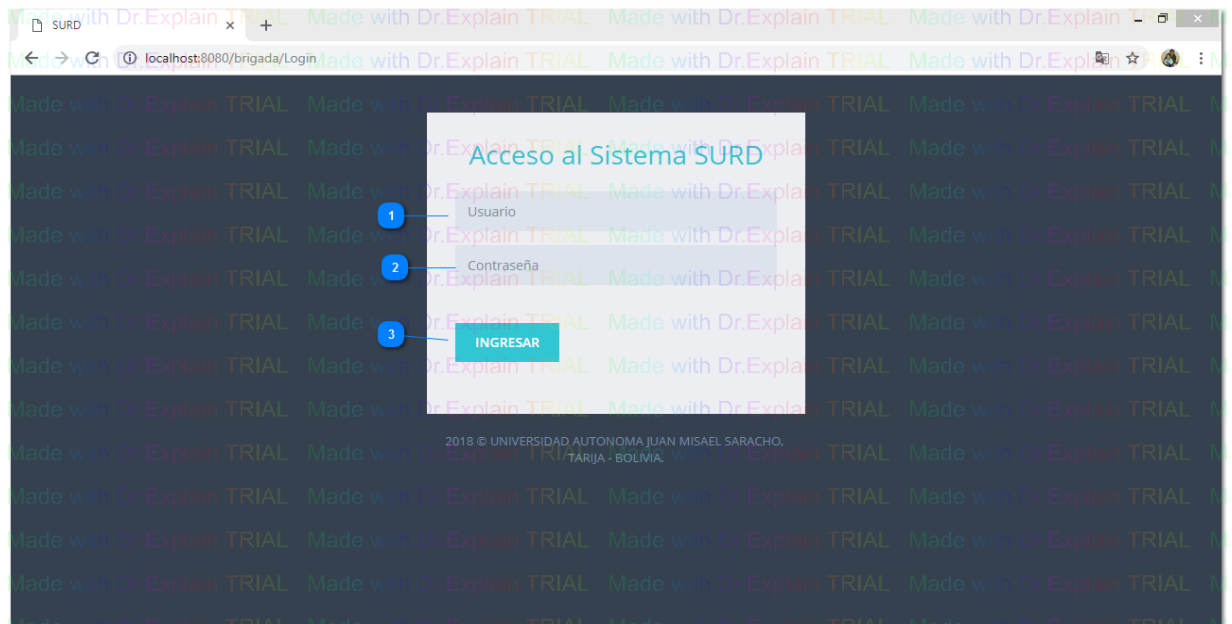 SURD
localhost:8080/brigada/Login
Acceso al Sistema SURD
1
Usuario
2
Contraseña
3
INGRESAR
2018 © UNIVERSIDAD AUTONOMA JUAN MISAEL SARACHO,
TARIJA - BOLIVIA.
Made with Dr.Explain TRIAL